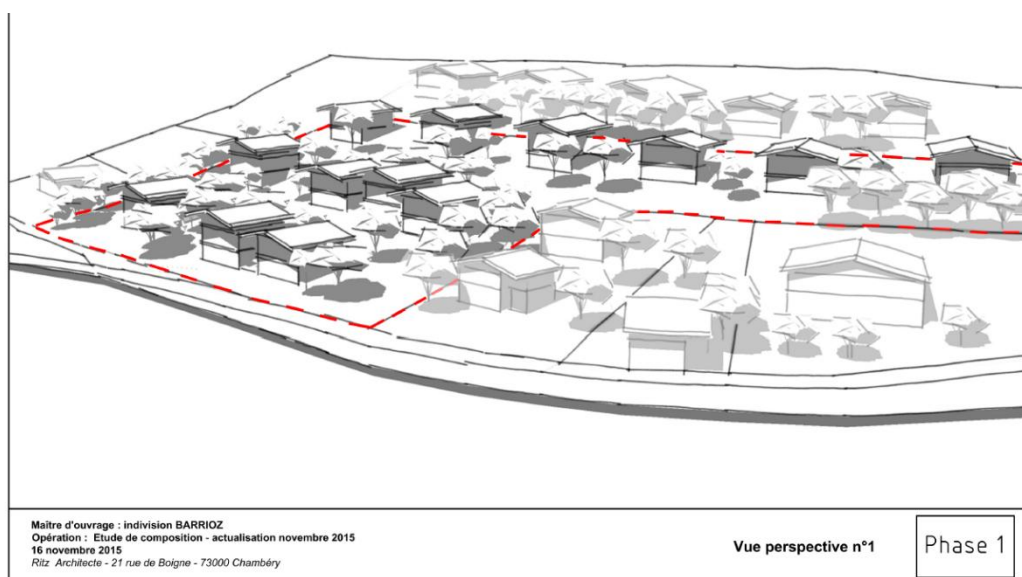 Maître d'ouvrage : indivision BARRIOZ
Opération : Etude de composition - actualisation novembre 2015
16 novembre 2015
Ritz Architecte - 21 rue de Boigne - 73000 Chambéry
Vue perspective n°1
Phase 1